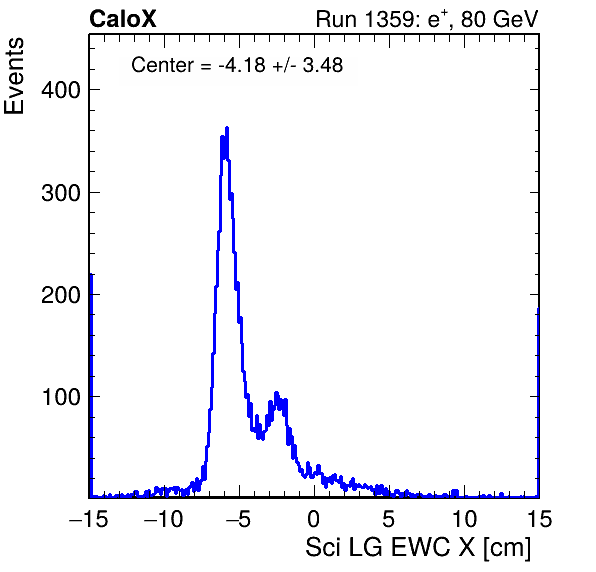 CaloX Run 1359: e⁺, 80 GeV
Center = -4.18 +/- 3.48
Events
400
300
200
100
−15 −10 −5 0 5 10 15
Sci LG EWC X [cm]